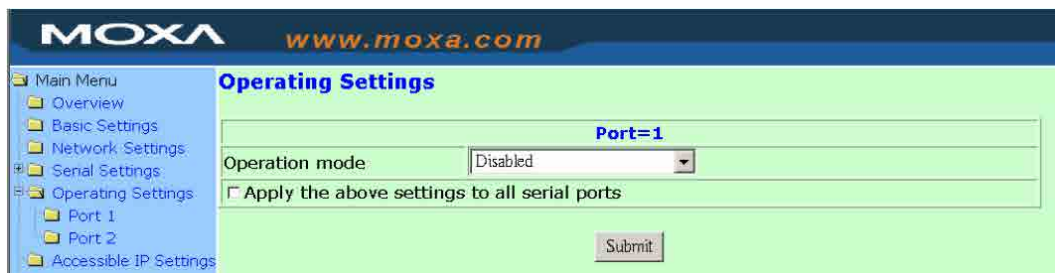 MOXA www.moxa.com
Main Menu
Overview
Basic Settings
Network Settings
Serial Settings
Operating Settings
Port 1
Port 2
Accessible IP Settings
Operating Settings
Port=1
Operation mode Disabled
Apply the above settings to all serial ports
Submit